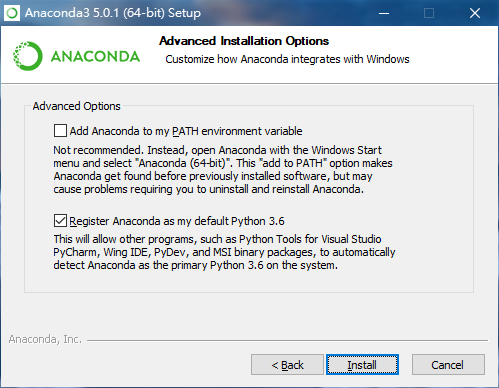 Anaconda3 5.0.1 (64-bit) Setup
Advanced Installation Options
Customize how Anaconda integrates with Windows
ANACONDA
Advanced Options
Add Anaconda to my PATH environment variable
Not recommended. Instead, open Anaconda with the Windows Start
menu and select "Anaconda (64-bit)". This "add to PATH" option makes
Anaconda get found before previously installed software, but may
cause problems requiring you to uninstall and reinstall Anaconda.
Register Anaconda as my default Python 3.6
This will allow other programs, such as Python Tools for Visual Studio
PyCharm, Wing IDE, PyDev, and MSI binary packages, to automatically
detect Anaconda as the primary Python 3.6 on the system.
Anaconda, Inc.
< Back
Install
Cancel